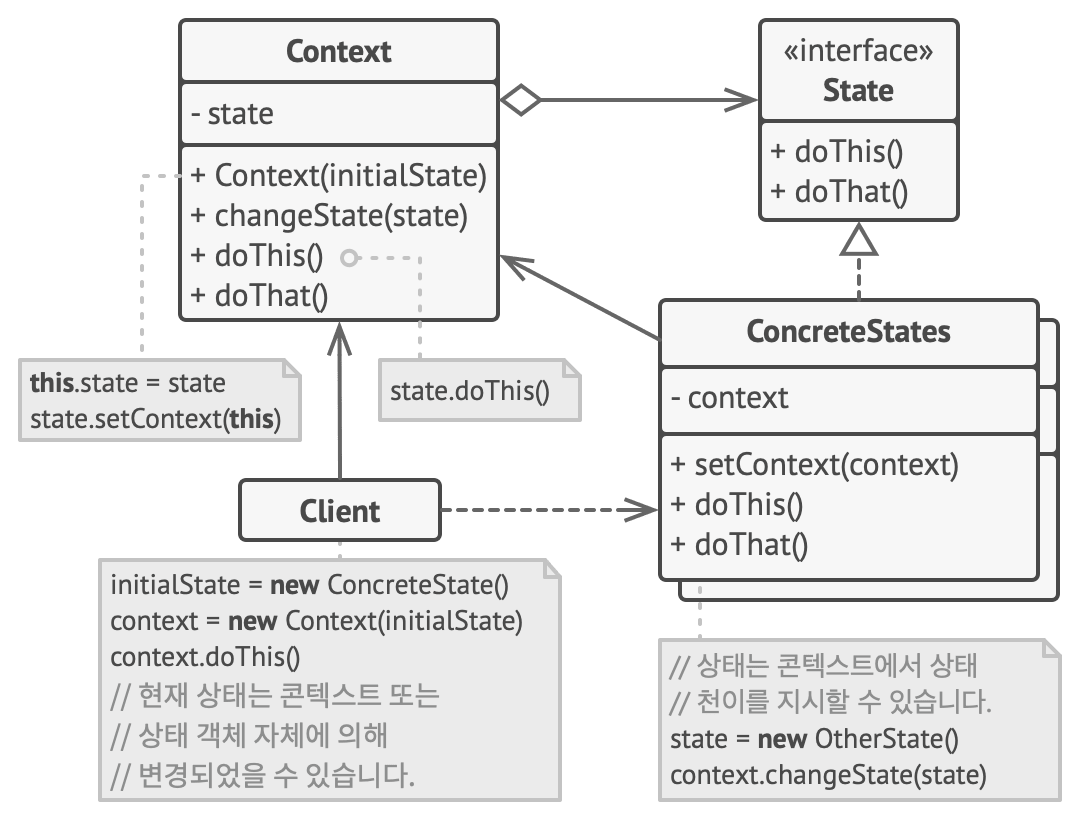 Context
- state
+ Context(initialState)
+ changeState(state)
+ doThis()
+ doThat()
«interface»
State
+ doThis()
+ doThat()
this.state = state
state.setContext(this)
state.doThis()
ConcreteStates
- context
+ setContext(context)
+ doThis()
+ doThat()
Client
initialState = new ConcreteState()
context = new Context(initialState)
context.doThis()
// 현재 상태는 콘텍스트 또는
// 상태 객체 자체에 의해
// 변경되었을 수 있습니다.
// 상태는 콘텍스트에서 상태
// 천이를 지시할 수 있습니다.
state = new OtherState()
context.changeState(state)